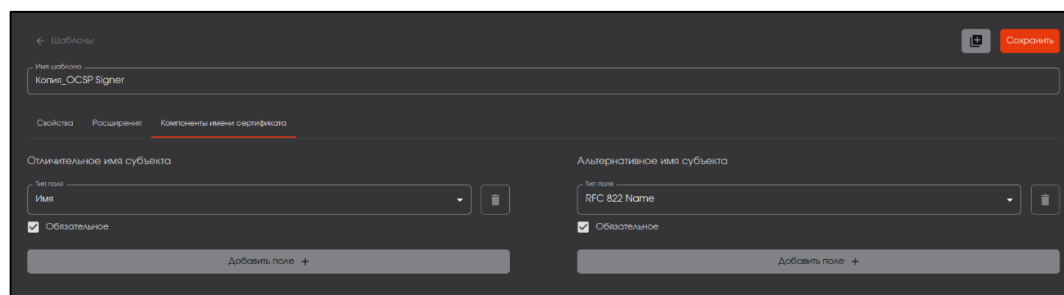 ← Шаблоны
Сохранить
Имя шаблона
Копия_OCSP Signer
Свойства Расширения Компоненты имени сертификата
Отличительное имя субъекта
Тип поля
Имя
Обязательное
Добавить поле +
Альтернативное имя субъекта
Тип поля
RFC 822 Name
Обязательное
Добавить поле +